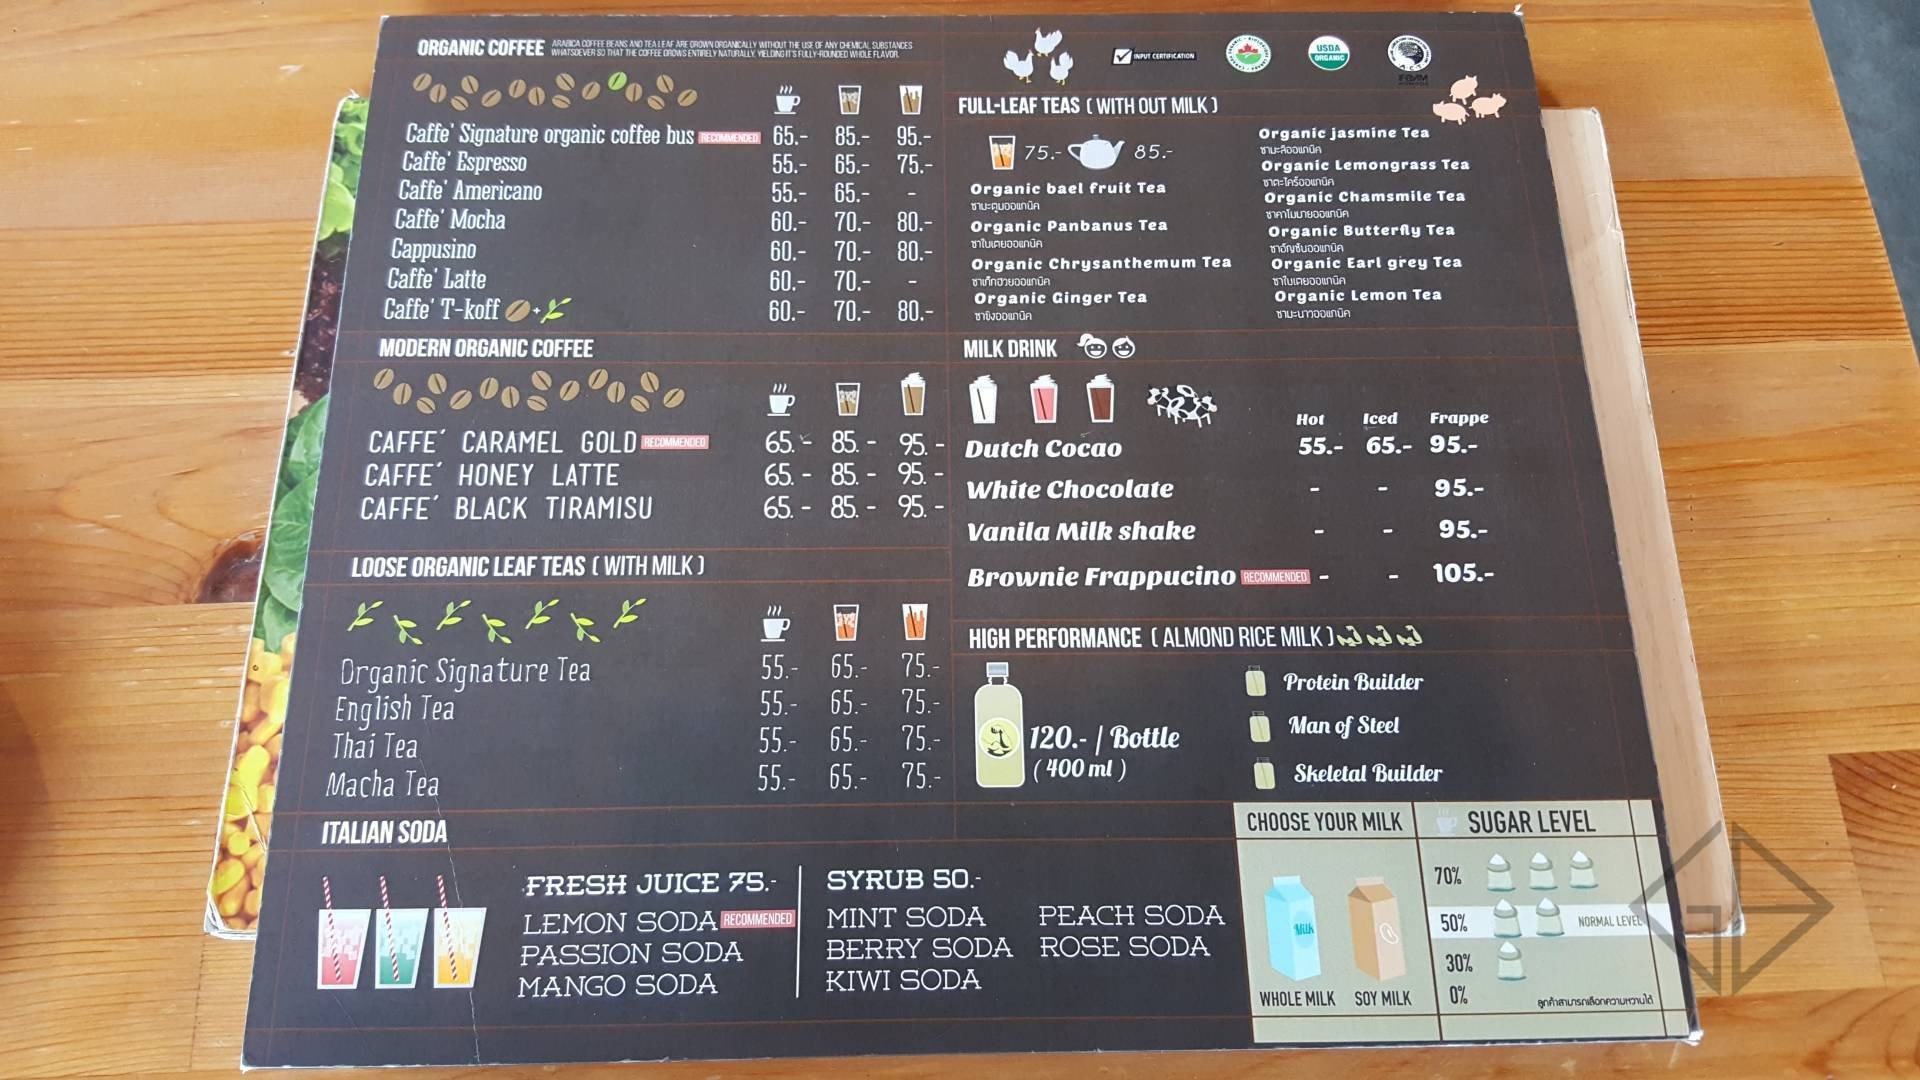 ORGANIC COFFEE
ARABICA COFFEE BEANS AND TEA LEAF ARE GROWN ORGANICALLY WITHOUT THE USE OF ANY CHEMICAL SUBSTANCES
WHATSOEVER SO THAT THE COFFEE GROWS ENTIRELY NATURALLY, YIELDING IT'S FULLY-ROUNDED WHOLE FLAVOR.
Caffe' Signature organic coffee bus RECOMMENDED 65.- 85.- 95.-
Caffe' Espresso 55.- 65.- 75.-
Caffe' Americano 55.- 65.- -
Caffe' Mocha 60.- 70.- 80.-
Cappusino 60.- 70.- 80.-
Caffe' Latte 60.- 70.- -
Caffe' T-koff + 60.- 70.- 80.-
MODERN ORGANIC COFFEE
CAFFE´ CARAMEL GOLD RECOMMENDED 65.- 85.- 95.-
CAFFE´ HONEY LATTE 65.- 85.- 95.-
CAFFE´ BLACK TIRAMISU 65.- 85.- 95.-
LOOSE ORGANIC LEAF TEAS ( WITH MILK )
Organic Signature Tea 55.- 65.- 75.-
English Tea 55.- 65.- 75.-
Thai Tea 55.- 65.- 75.-
Macha Tea 55.- 65.- 75.-
ITALIAN SODA
FRESH JUICE 75.-
LEMON SODA RECOMMENDED
PASSION SODA
MANGO SODA
SYRUB 50.-
MINT SODA PEACH SODA
BERRY SODA ROSE SODA
KIWI SODA
INPUT CERTIFICATION
USDA
ORGANIC
FULL-LEAF TEAS ( WITH OUT MILK )
75.- 85.-
Organic bael fruit Tea
ชามะตูมออแกนิค
Organic Panbanus Tea
ชาใบเตยออแกนิค
Organic Chrysanthemum Tea
ชาเก็กฮวยออแกนิค
Organic Ginger Tea
ชาขิงออแกนิค
Organic jasmine Tea
ชามะลิออแกนิค
Organic Lemongrass Tea
ชาตะไคร้ออแกนิค
Organic Chamsmile Tea
ชาคาโมมายออแกนิค
Organic Butterfly Tea
ชาอัญชันออแกนิค
Organic Earl grey Tea
ชาใบเตยออแกนิค
Organic Lemon Tea
ชามะนาวออแกนิค
MILK DRINK
Hot Iced Frappe
Dutch Cocao 55.- 65.- 95.-
White Chocolate - - 95.-
Vanila Milk shake - - 95.-
Brownie Frappucino RECOMMENDED - - 105.-
HIGH PERFORMANCE ( ALMOND RICE MILK )
120.- / Bottle
( 400 ml )
Protein Builder
Man of Steel
Skeletal Builder
CHOOSE YOUR MILK
Milk
WHOLE MILK SOY MILK
SUGAR LEVEL
70%
50% NORMAL LEVEL
30%
0%
ลูกค้าสามารถเลือกความหวานได้